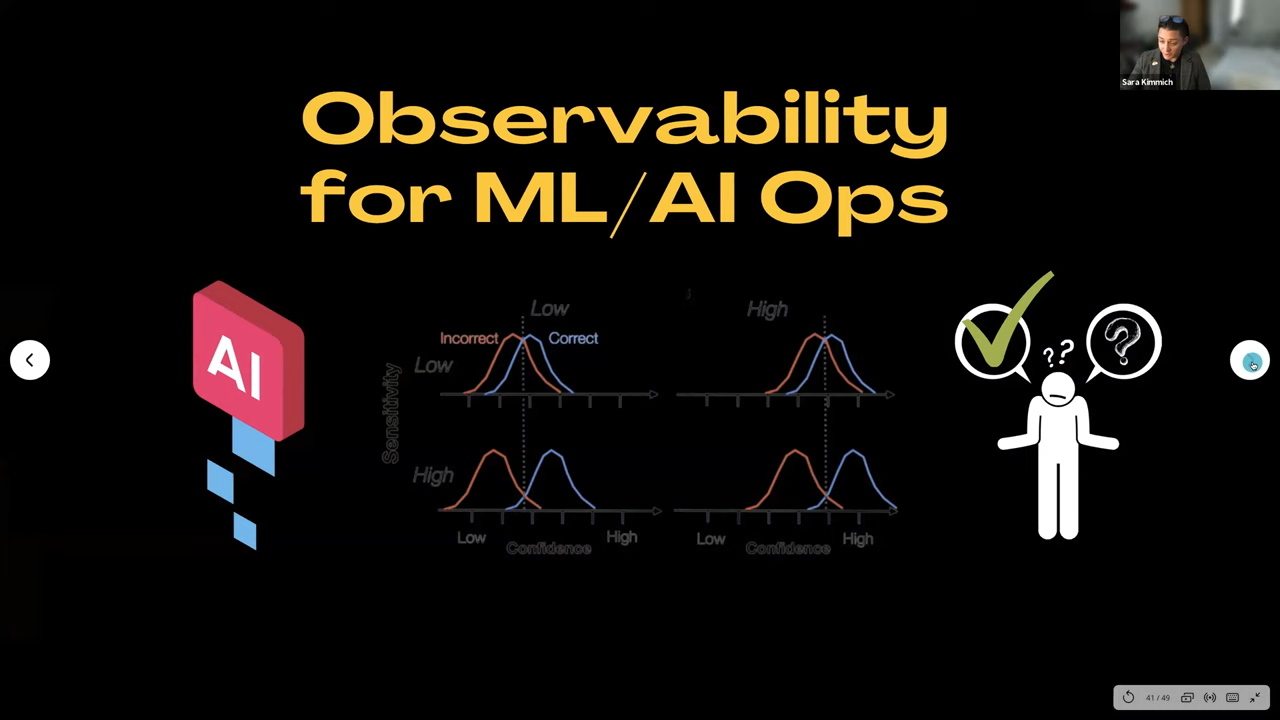 Sara Kimmich
Observability
for ML/AI Ops
AI
Low
High
Incorrect
Correct
Low
Sensitivity
High
Low
High
Confidence
Low
High
Confidence
? ?
?
41 / 49